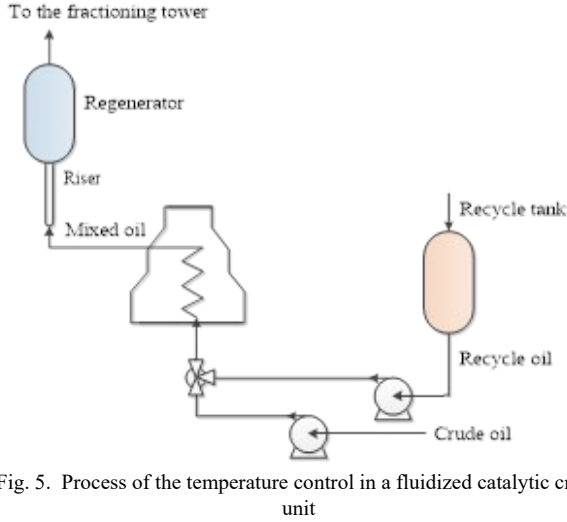 To the fractioning tower
Regenerator
Riser
Mixed oil
Recycle tank
Recycle oil
Crude oil
Fig. 5. Process of the temperature control in a fluidized catalytic
unit